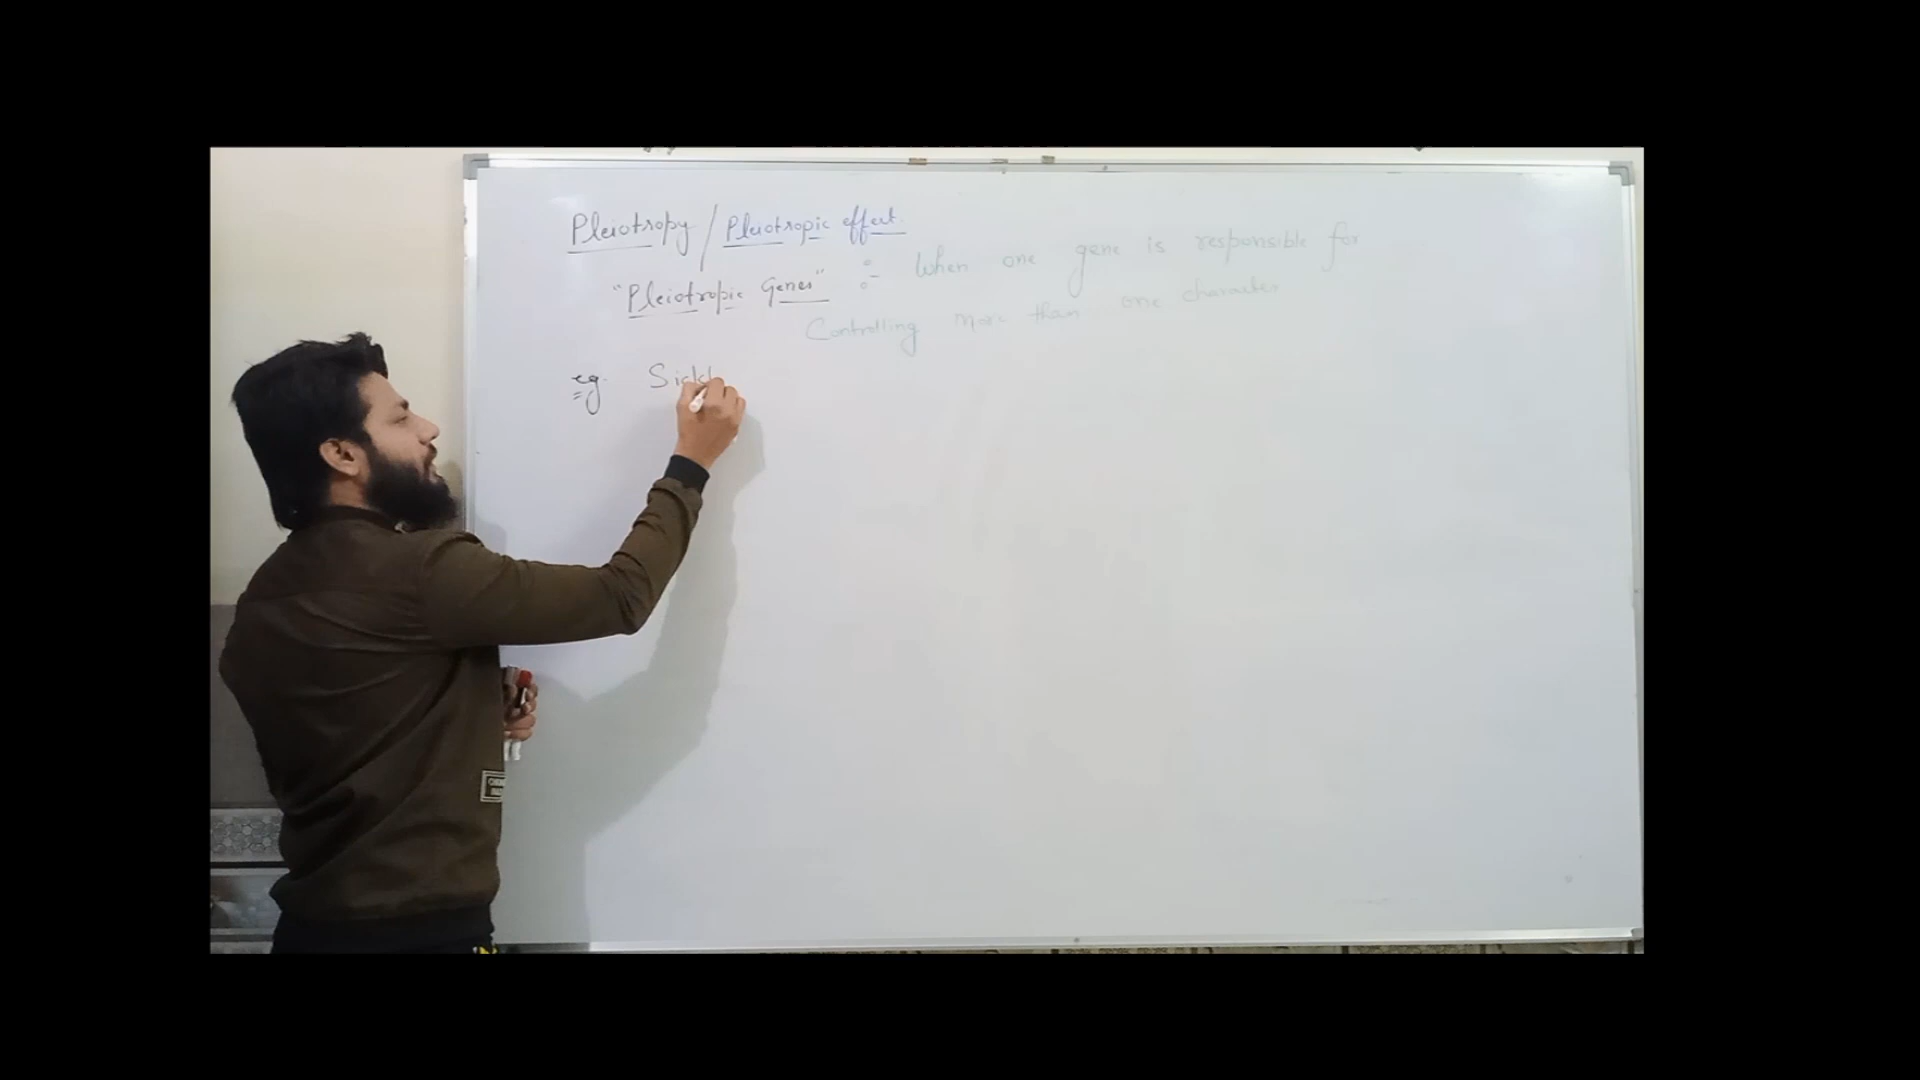 Pleiotropy / Pleiotropic effect.
"Pleiotropic Genes" :- When one gene is responsible for
Controlling more than one character
eg. Sickl